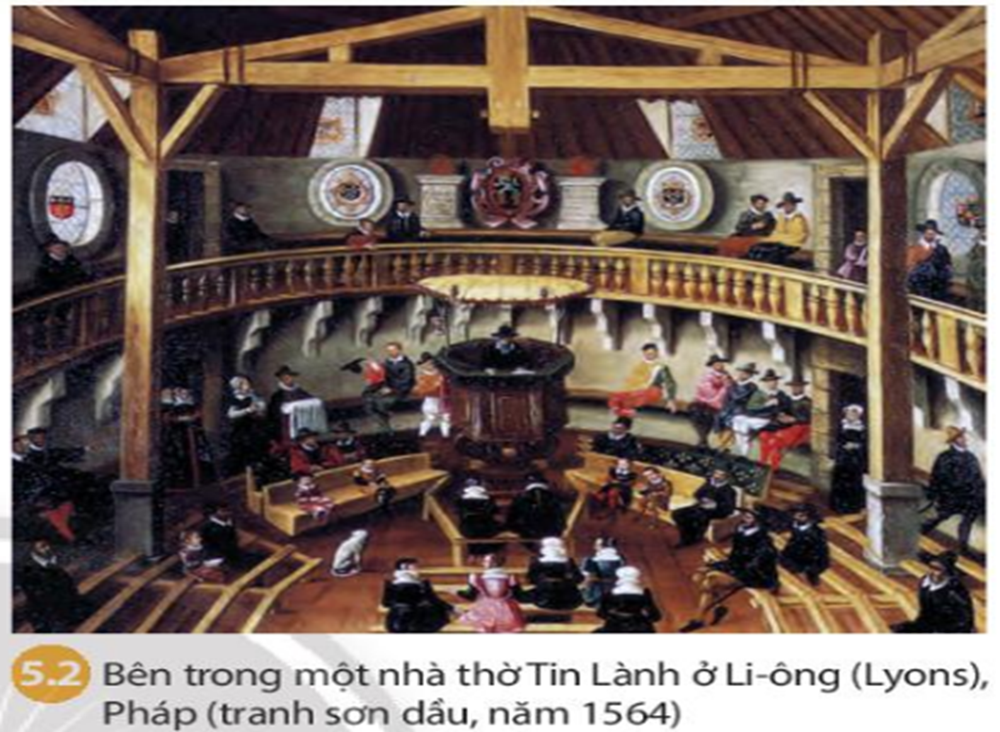 5.2 Bên trong một nhà thờ Tin Lành ở Li-ông (Lyons),
Pháp (tranh sơn dầu, năm 1564)